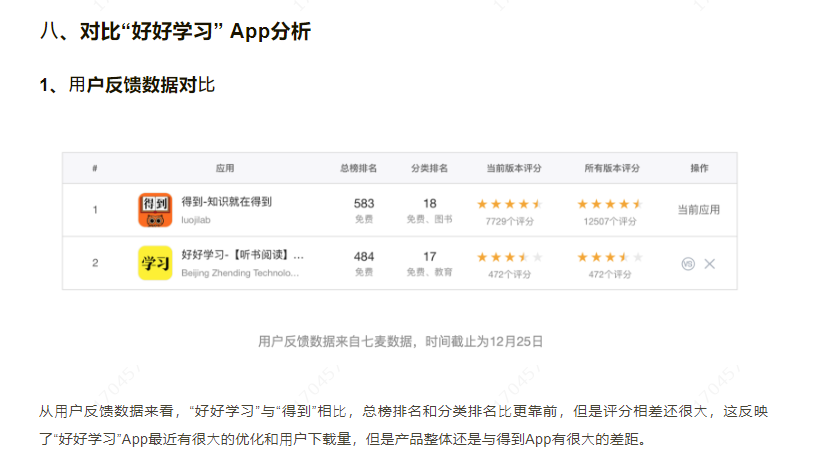 八、对比“好好学习” App分析
1、用户反馈数据对比
# 应用 总榜排名 分类排名 当前版本评分 所有版本评分 操作
1 得到 得到-知识就在得到 583 18 当前应用
luojilab 免费 免费、图书 7729个评分 12507个评分
2 学习 好好学习-【听书阅读】... 484 17 VS
Beijing Zhending Technolo... 免费 免费、教育 472个评分 472个评分
用户反馈数据来自七麦数据，时间截止为12月25日
从用户反馈数据来看，“好好学习”与“得到”相比，总榜排名和分类排名比更靠前，但是评分相差还很大，这反映
了“好好学习”App最近有很大的优化和用户下载量，但是产品整体还是与得到App有很大的差距。